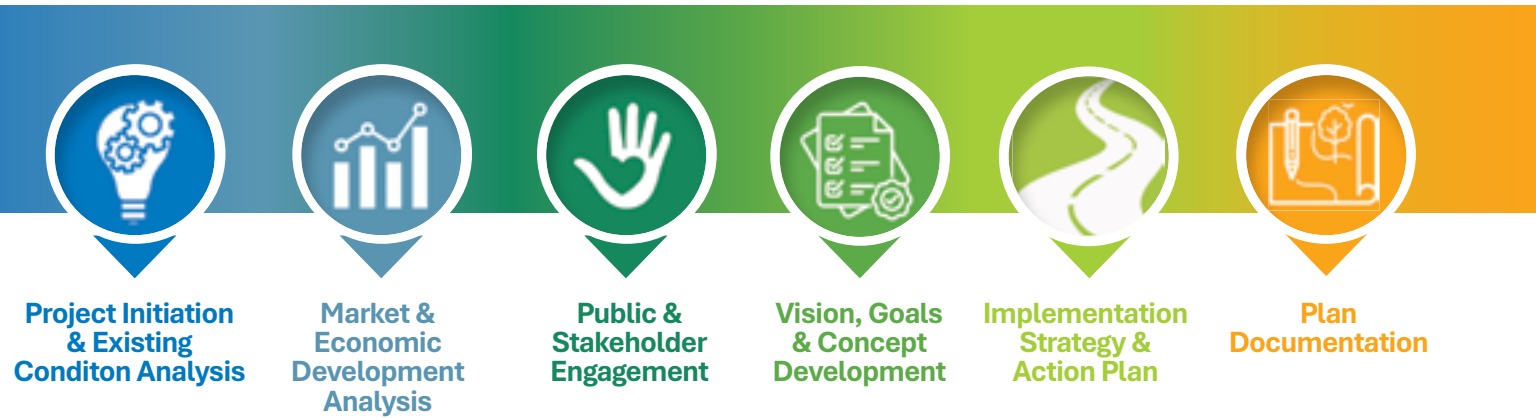 Project Initiation
& Existing
Conditon Analysis
Market &
Economic
Development
Analysis
Public &
Stakeholder
Engagement
Vision, Goals
& Concept
Development
Implementation
Strategy &
Action Plan
Plan
Documentation